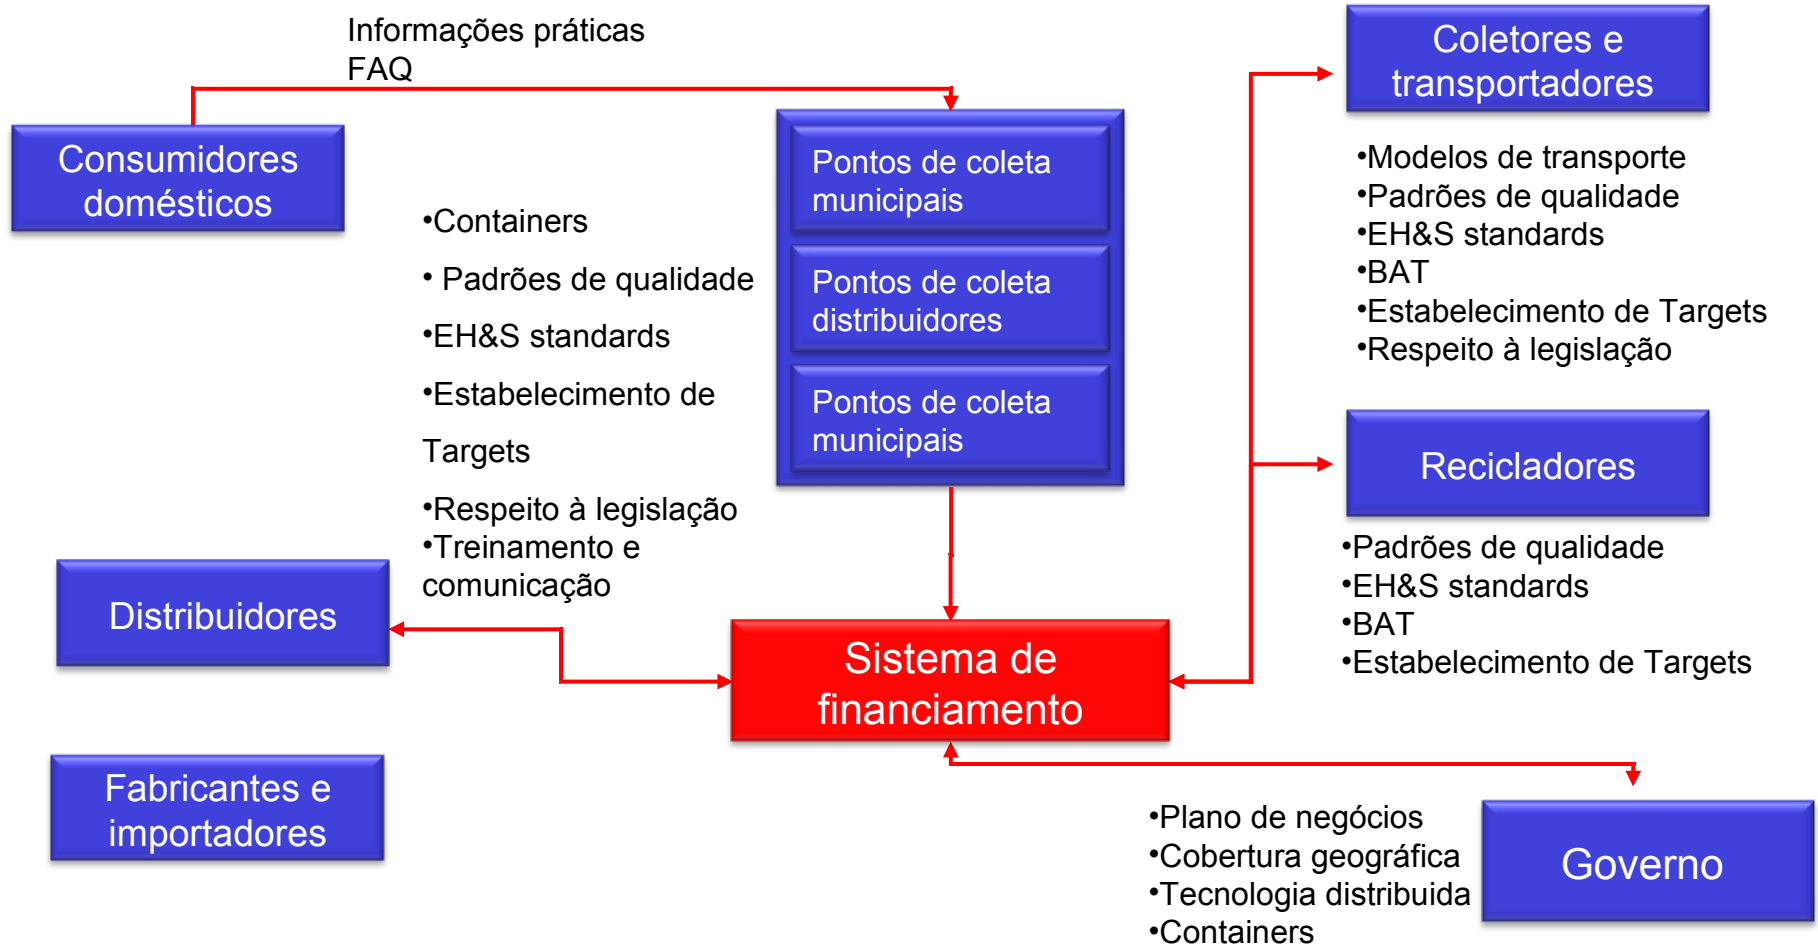 Informações práticas
FAQ
Consumidores
domésticos
•Containers
• Padrões de qualidade
•EH&S standards
•Estabelecimento de
Targets
•Respeito à legislação
•Treinamento e
comunicação
Pontos de coleta
municipais
Pontos de coleta
distribuidores
Pontos de coleta
municipais
Coletores e
transportadores
•Modelos de transporte
•Padrões de qualidade
•EH&S standards
•BAT
•Estabelecimento de Targets
•Respeito à legislação
Recicladores
•Padrões de qualidade
•EH&S standards
•BAT
•Estabelecimento de Targets
Distribuidores
Sistema de
financiamento
Fabricantes e
importadores
•Plano de negócios
•Cobertura geográfica
•Tecnologia distribuida
•Containers
Governo